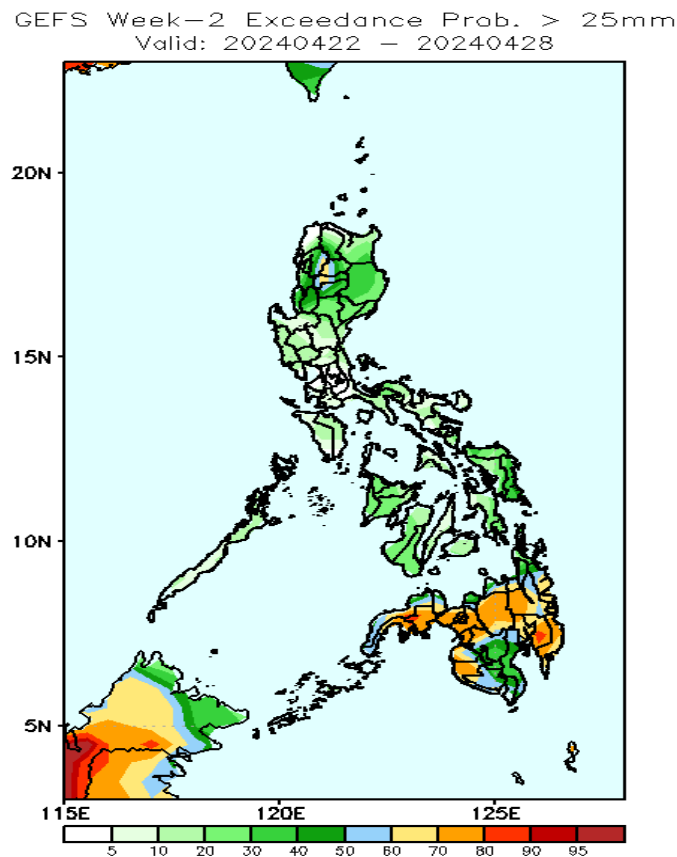 GEFS Week-2 Exceedance Prob. > 25mm
Valid: 20240422 - 20240428
20N
15N
10N
5N
115E 120E 125E
5 10 20 30 40 50 60 70 80 90 95